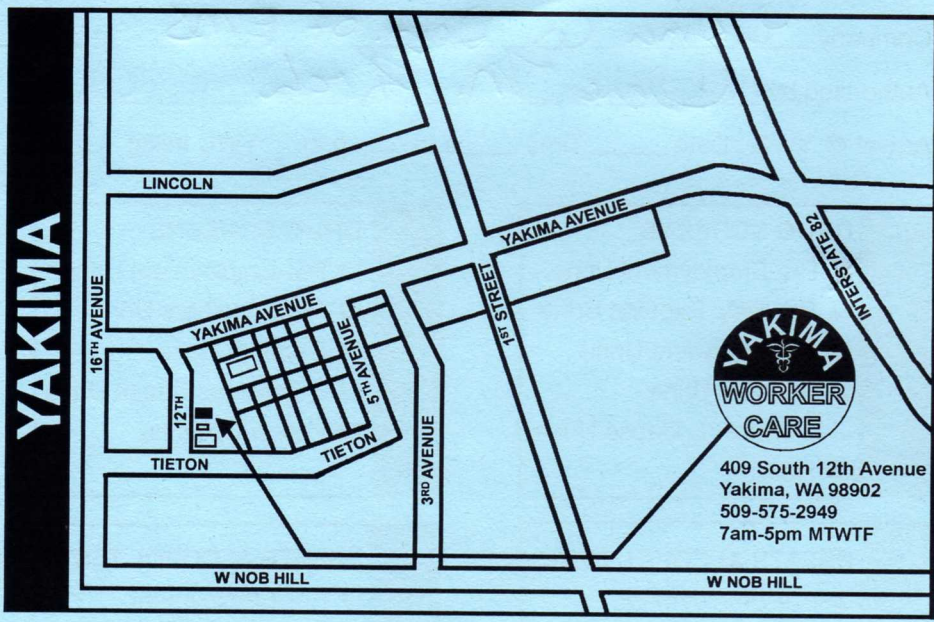 YAKIMA
LINCOLN
YAKIMA AVENUE
INTERSTATE 82
16TH AVENUE
YAKIMA AVENUE
1ST STREET
5TH AVENUE
12TH
TIETON
TIETON
3RD AVENUE
YAKIMA
WORKER
CARE
409 South 12th Avenue
Yakima, WA 98902
509-575-2949
7am-5pm MTWTF
W NOB HILL
W NOB HILL